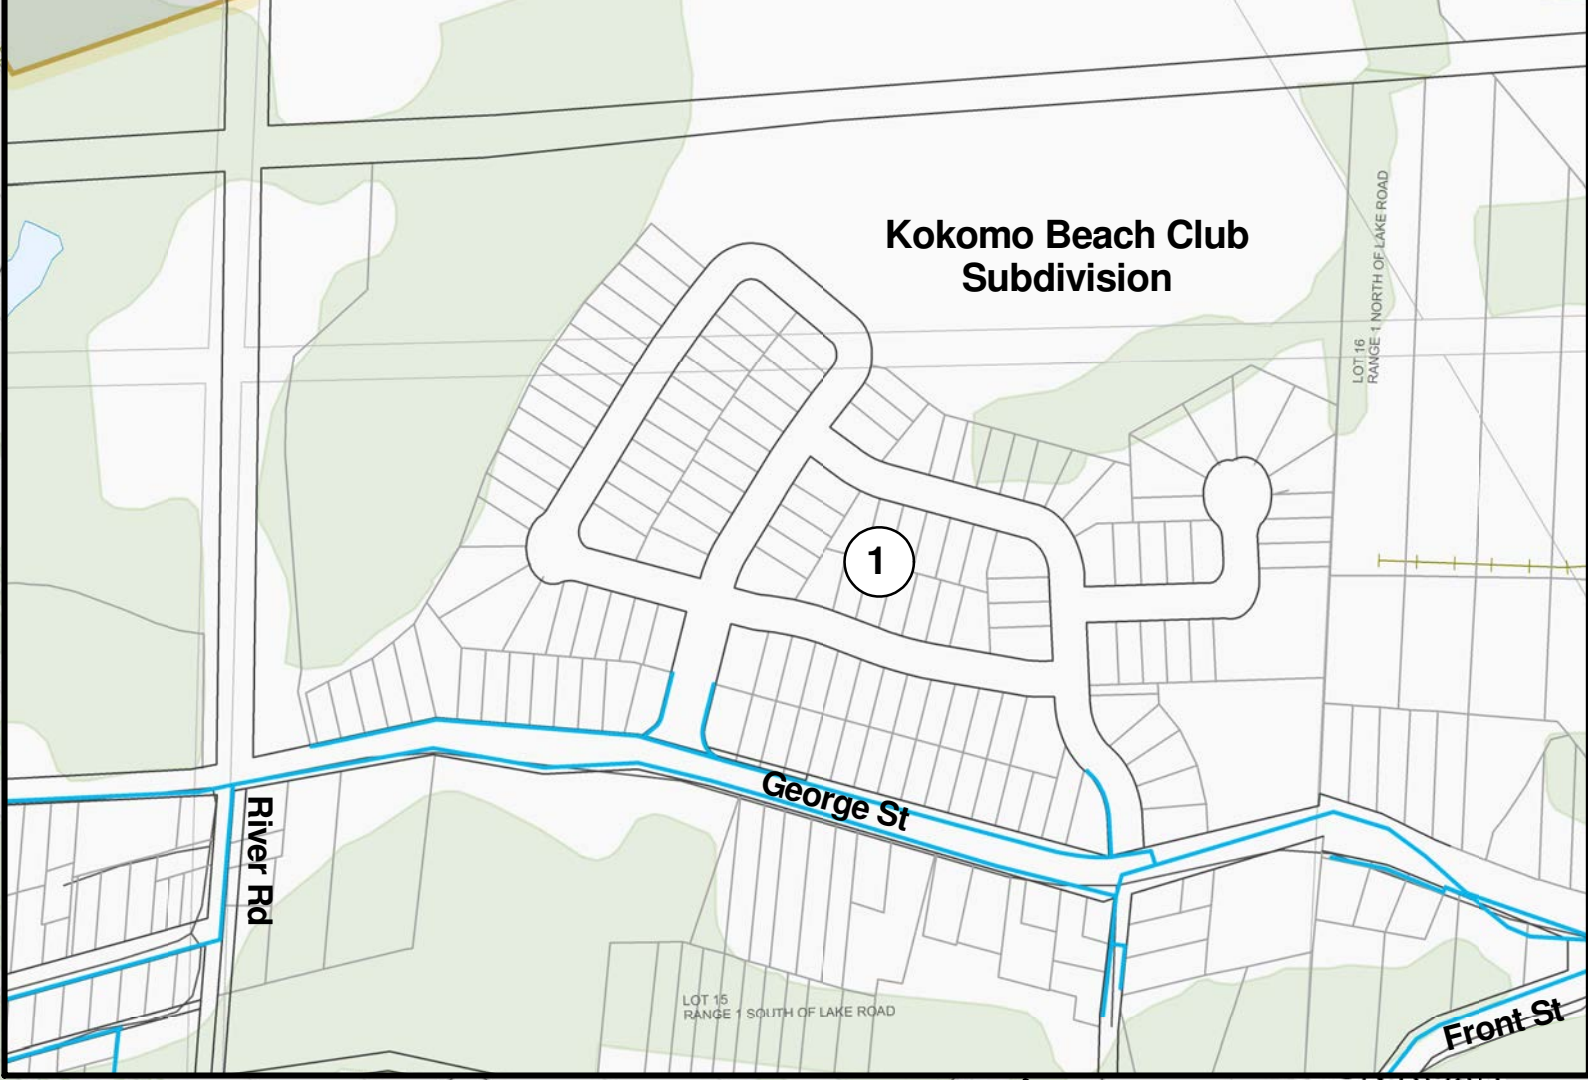 Kokomo Beach Club
Subdivision
LOT 16
RANGE 1 NORTH OF LAKE ROAD
1
George St
River Rd
LOT 15
RANGE 1 SOUTH OF LAKE ROAD
Front St